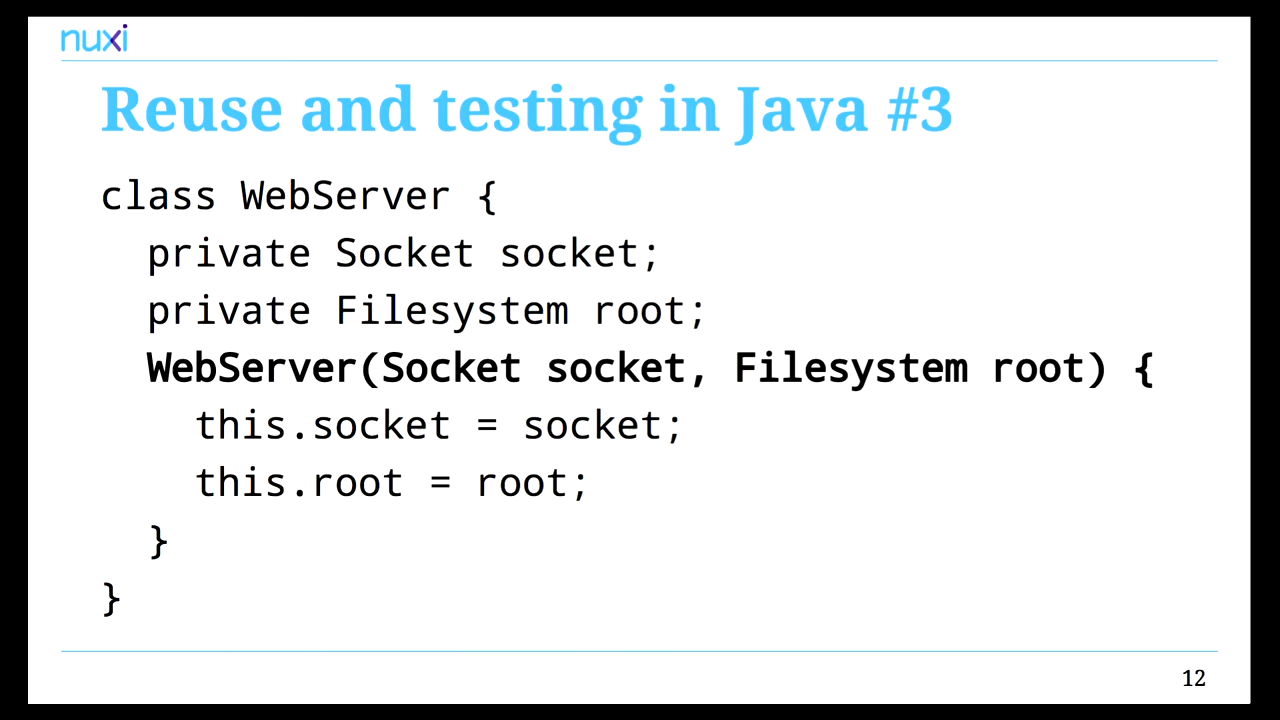 nuxi
Reuse and testing in Java #3
class WebServer {
  private Socket socket;
  private Filesystem root;
  WebServer(Socket socket, Filesystem root) {
    this.socket = socket;
    this.root = root;
  }
}
12